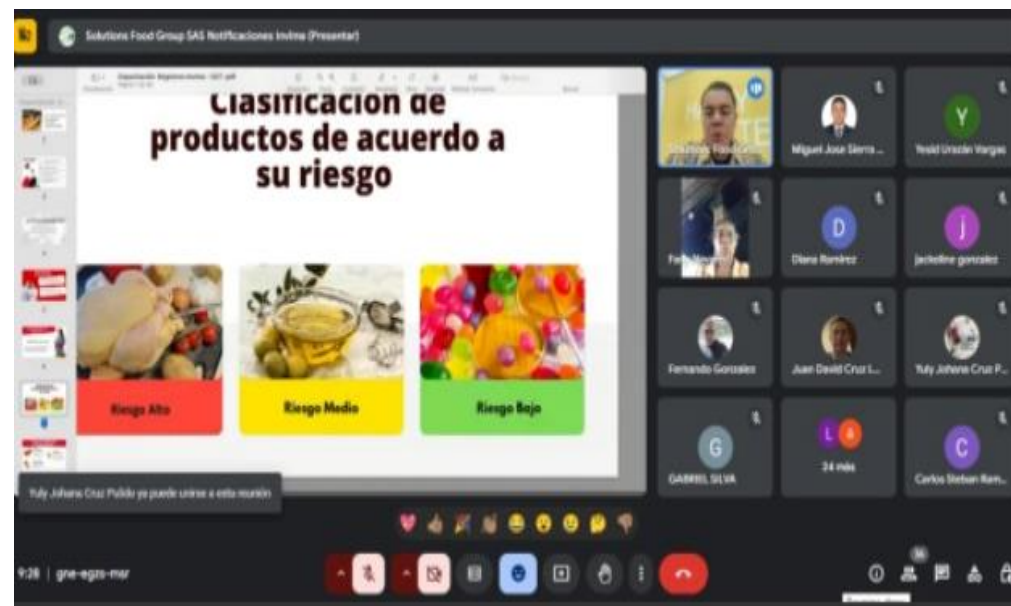 Solutions Food Group SAS Notificaciones Invima (Presentar)
Clasificación de
productos de acuerdo a
su riesgo
Riesgo Alto
Riesgo Medio
Riesgo Bajo
Miguel Jose Sierra ...
Yesid Urazán Vargas
Diana Ramirez
jackeline gonzalez
Fernando Gonzales
Juan David Cruz L...
Yuly Johana Cruz P...
GABRIEL SILVA
24 más
Carlos Steban Ram...
Y
D
j
G
L
A
C
Yuly Johana Cruz Pulido ya puede unirse a esta reunión
9:28 | gne-egzs-msr